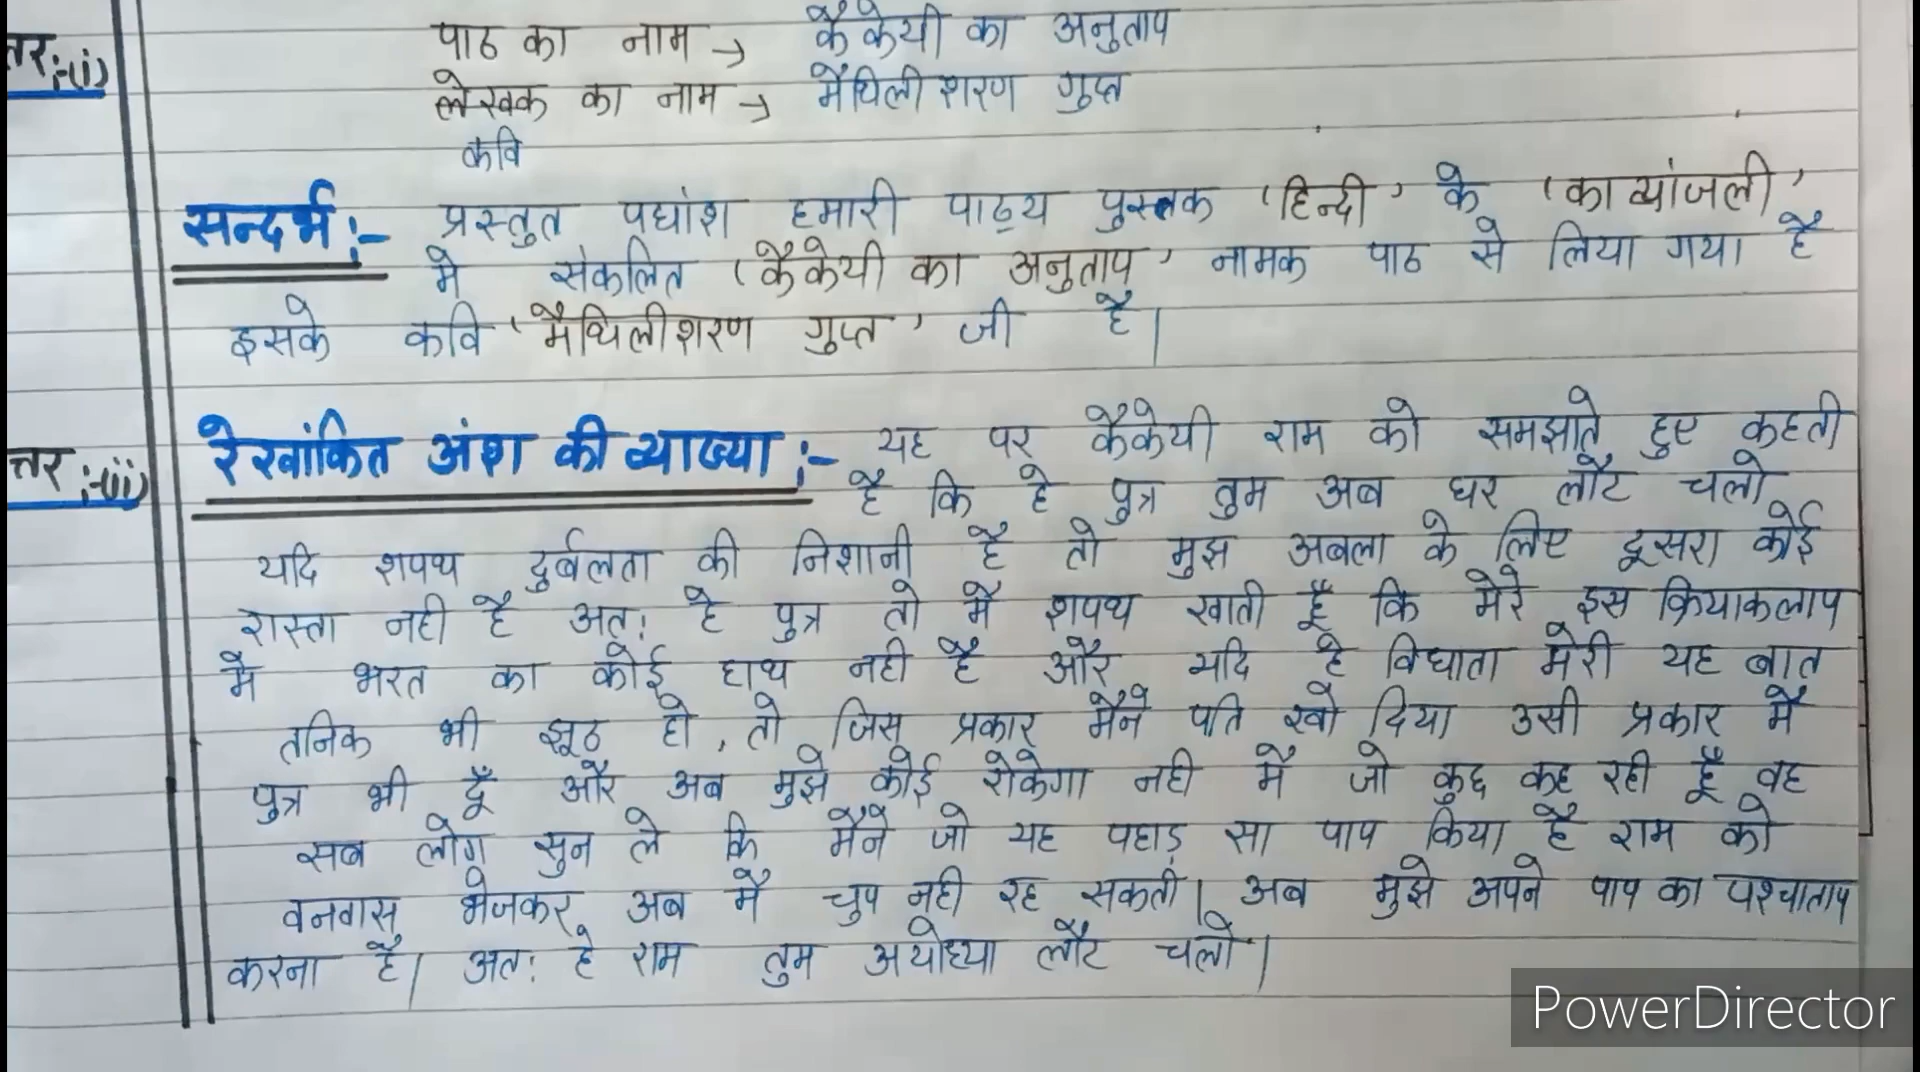 पाठ का नाम → कैकेयी का अनुताप
त्तर:-(i)
लेखक का नाम → मैथिलीशरण गुप्त
कवि
सन्दर्भ:- प्रस्तुत पद्यांश हमारी पाठ्य पुस्तक 'हिन्दी' के 'काव्यांजली'
मे संकलित 'कैकेयी का अनुताप' नामक पाठ से लिया गया है
इसके कवि 'मैथिलीशरण गुप्त' जी है।
रेखांकित अंश की व्याख्या:- यह पर कैकेयी राम को समझाते हुए कहती
त्तर:-(ii)
है कि हे पुत्र तुम अब घर लौट चलो
यदि शपथ दुर्बलता की निशानी है तो मुझ अबला के लिए दूसरा कोई
रास्ता नही है अतः हे पुत्र तो मै शपथ खाती हूँ कि मेरे इस क्रियाकलाप
मै भरत का कोई हाथ नही है और यदि हे विधाता मेरी यह बात
तनिक भी झूठ हो, तो जिस प्रकार मैने पति खो दिया उसी प्रकार मै
पुत्र भी दूँ और अब मुझे कोई रोकेगा नही मै जो कुछ कह रही हूँ वह
सब लोग सुन ले कि मैने जो यह पहाड़ सा पाप किया है राम को
वनवास भेजकर अब मै चुप नही रह सकती। अब मुझे अपने पाप का पश्चाताप
करना है। अतः हे राम तुम अयोध्या लौट चलो।
PowerDirector